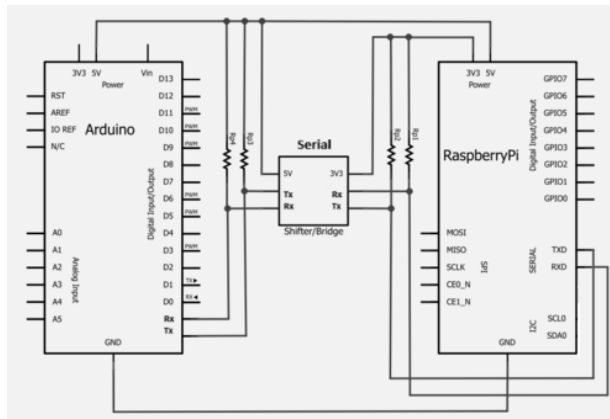 3V3 5V Vin
Power
RST
AREF
IO REF
N/C
Arduino
Digital Input/Output
D13
D12
D11 PWM
D10 PWM
D9 PWM
D8
D7
D6 PWM
D5 PWM
D4
D3 PWM
D2
D1 TX►
D0 RX◄
Rx
Tx
A0
A1
A2
A3
A4
A5
Analog Input
GND
Rp4
Rp3
Serial
5V 3V3
Tx Rx
Rx Tx
Shifter/Bridge
Rp2
Rp1
3V3 5V
Power
RaspberryPi
Digital Input/Output
GPIO7
GPIO6
GPIO5
GPIO4
GPIO3
GPIO2
GPIO1
GPIO0
MOSI
MISO
SCLK
CE0_N
CE1_N
SPI
SERIAL
TXD
RXD
I2C
SCL0
SDA0
GND